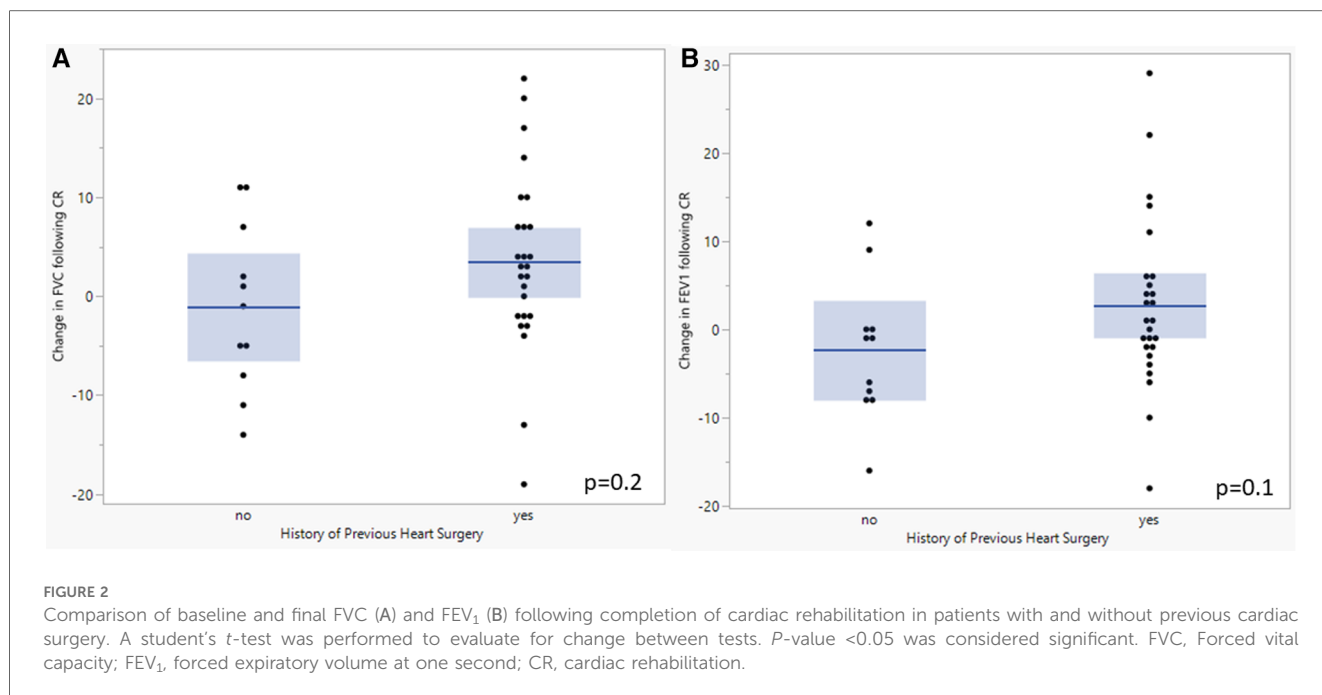 A
Change in FVC following CR
20
10
0
-10
-20
no
yes
p=0.2
History of Previous Heart Surgery
B
Change in FEV1 following CR
30
20
10
0
-10
-20
no
yes
p=0.1
History of Previous Heart Surgery
FIGURE 2
Comparison of baseline and final FVC (A) and FEV₁ (B) following completion of cardiac rehabilitation in patients with and without previous cardiac
surgery. A student's t-test was performed to evaluate for change between tests. P-value <0.05 was considered significant. FVC, Forced vital
capacity; FEV₁, forced expiratory volume at one second; CR, cardiac rehabilitation.